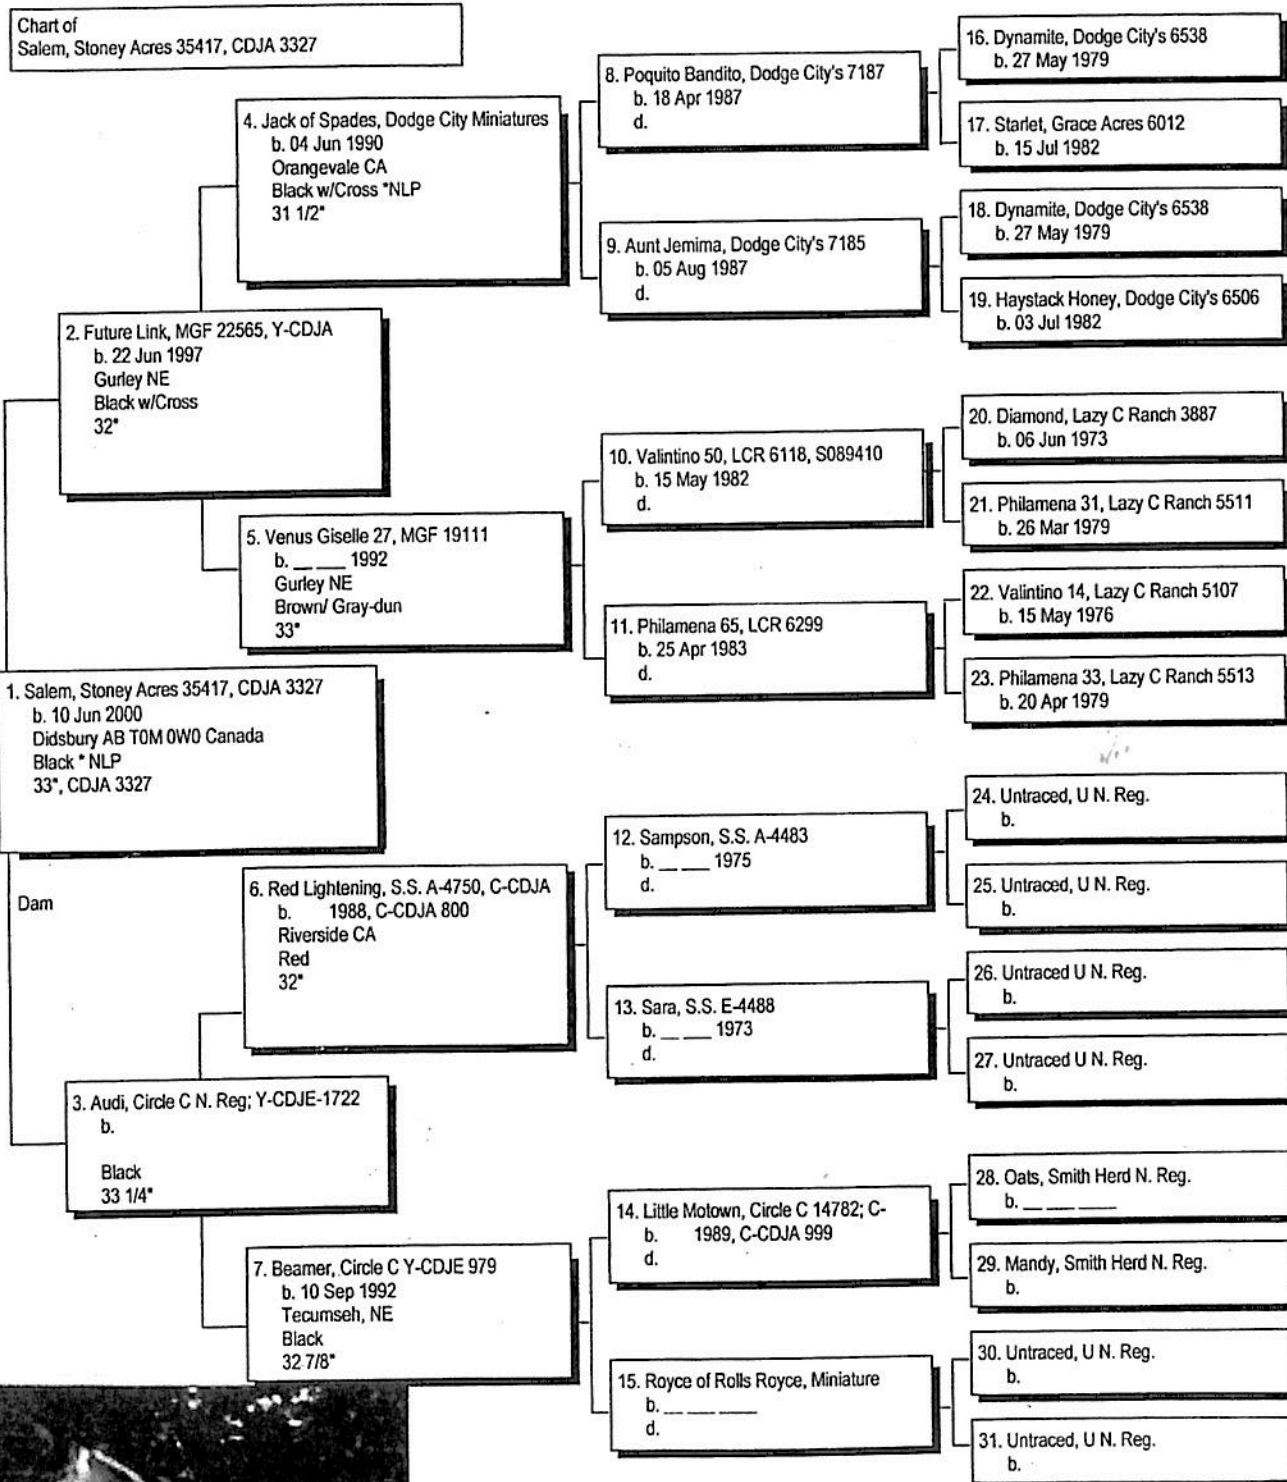 Chart of
Salem, Stoney Acres 35417, CDJA 3327
1. Salem, Stoney Acres 35417, CDJA 3327
b. 10 Jun 2000
Didsbury AB T0M 0W0 Canada
Black * NLP
33", CDJA 3327
Dam
2. Future Link, MGF 22565, Y-CDJA
b. 22 Jun 1997
Gurley NE
Black w/Cross
32"
3. Audi, Circle C N. Reg; Y-CDJE-1722
b.
Black
33 1/4"
4. Jack of Spades, Dodge City Miniatures
b. 04 Jun 1990
Orangevale CA
Black w/Cross *NLP
31 1/2"
5. Venus Giselle 27, MGF 19111
b. __ ___ 1992
Gurley NE
Brown/ Gray-dun
33"
6. Red Lightening, S.S. A-4750, C-CDJA
b. 1988, C-CDJA 800
Riverside CA
Red
32"
7. Beamer, Circle C Y-CDJE 979
b. 10 Sep 1992
Tecumseh, NE
Black
32 7/8"
8. Poquito Bandito, Dodge City's 7187
b. 18 Apr 1987
d.
9. Aunt Jemima, Dodge City's 7185
b. 05 Aug 1987
d.
10. Valintino 50, LCR 6118, S089410
b. 15 May 1982
d.
11. Philamena 65, LCR 6299
b. 25 Apr 1983
d.
12. Sampson, S.S. A-4483
b. __ ___ 1975
d.
13. Sara, S.S. E-4488
b. __ ___ 1973
d.
14. Little Motown, Circle C 14782; C-
b. 1989, C-CDJA 999
d.
15. Royce of Rolls Royce, Miniature
b. __ ___ ____
d.
16. Dynamite, Dodge City's 6538
b. 27 May 1979
17. Starlet, Grace Acres 6012
b. 15 Jul 1982
18. Dynamite, Dodge City's 6538
b. 27 May 1979
19. Haystack Honey, Dodge City's 6506
b. 03 Jul 1982
20. Diamond, Lazy C Ranch 3887
b. 06 Jun 1973
21. Philamena 31, Lazy C Ranch 5511
b. 26 Mar 1979
22. Valintino 14, Lazy C Ranch 5107
b. 15 May 1976
23. Philamena 33, Lazy C Ranch 5513
b. 20 Apr 1979
24. Untraced, U N. Reg.
b.
25. Untraced, U N. Reg.
b.
26. Untraced U N. Reg.
b.
27. Untraced U N. Reg.
b.
28. Oats, Smith Herd N. Reg.
b. __ ___ ____
29. Mandy, Smith Herd N. Reg.
b.
30. Untraced, U N. Reg.
b.
31. Untraced, U N. Reg.
b.